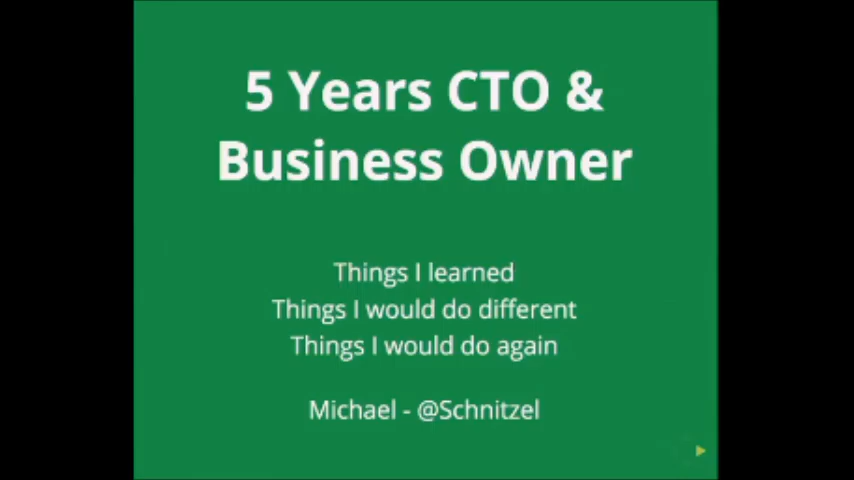 5 Years CTO &
Business Owner
Things I learned
Things I would do different
Things I would do again
Michael - @Schnitzel